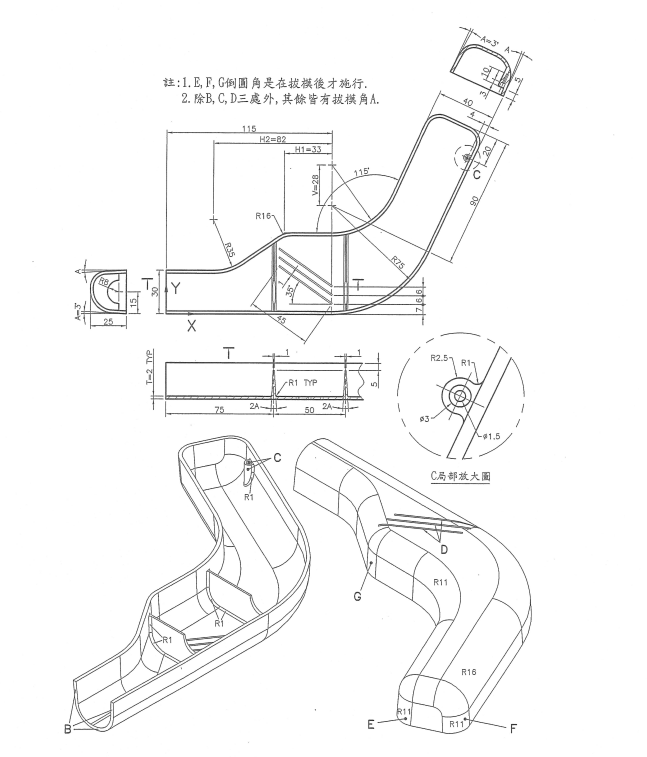 A=3°
A
10
3
5
註:1.E,F,G倒圓角是在拔模後才施行.
2.除B,C,D三處外,其餘皆有拔模角A.
40
4
115
H2=82
H1=33
V=28
115°
20
C
90
R16
R35
R75
A
R8
T
30
Y
X
15
A=3°
25
35°
45
T
6
6
7
T=2 TYP.
T
1
1
R1 TYP
5
2A
2A
75
50
R2.5
R1
ø3
ø1.5
C局部放大圖
C
R1
R1
R1
B
D
G
R11
R16
R11
R11
E
F